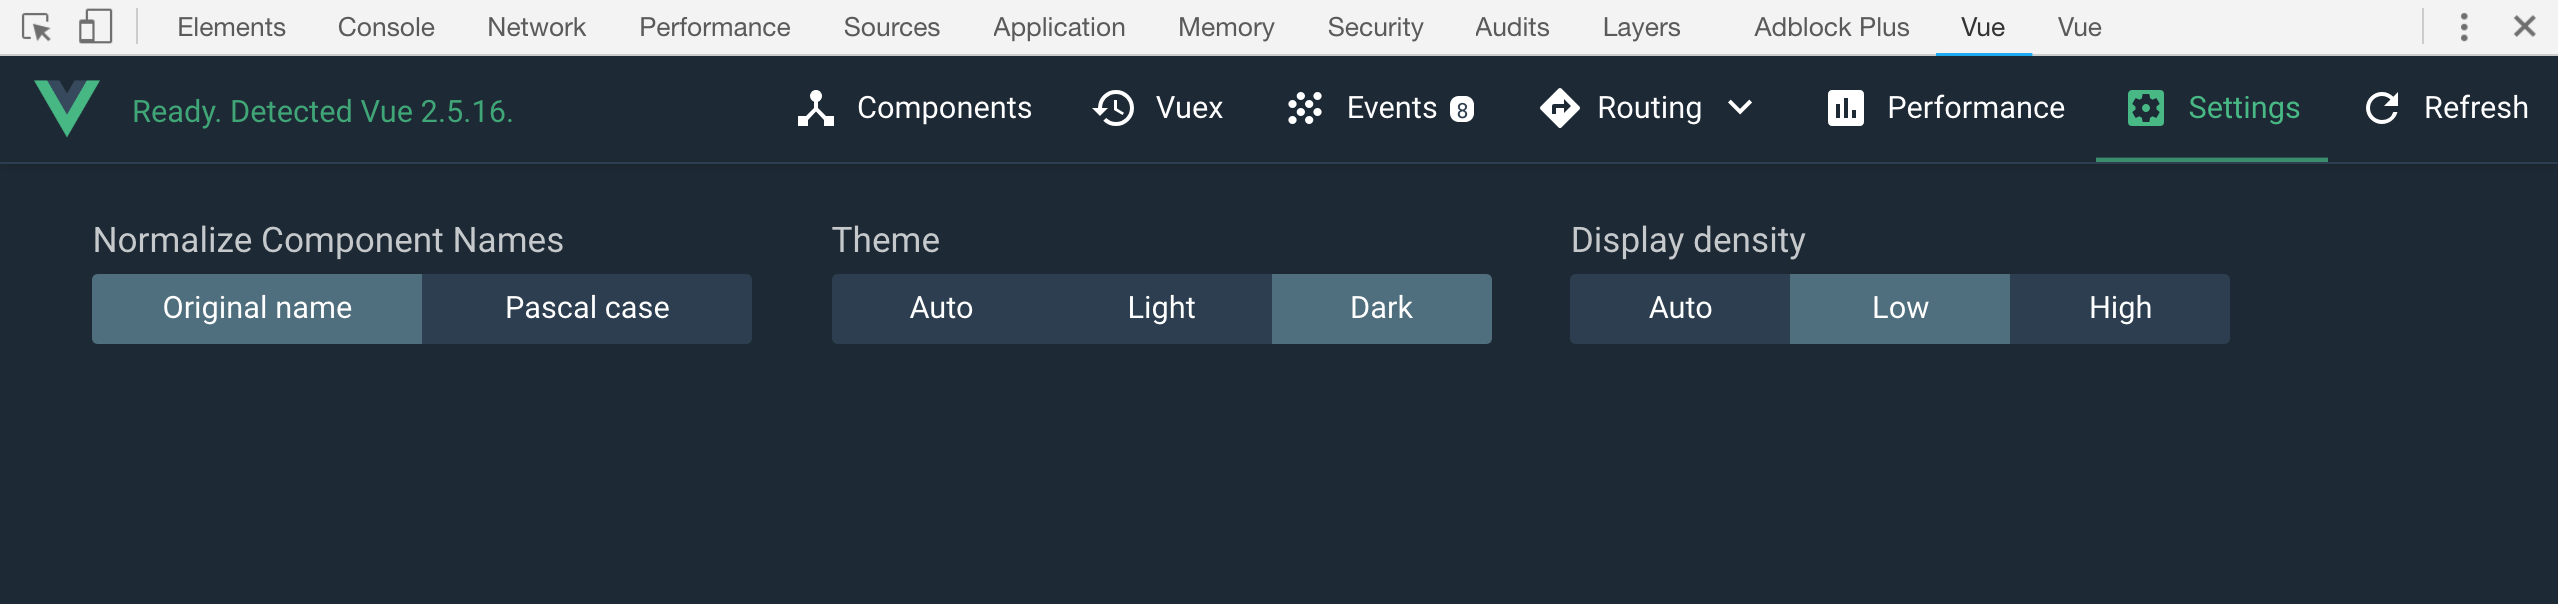 Elements Console Network Performance Sources Application Memory Security Audits Layers Adblock Plus Vue Vue
Ready. Detected Vue 2.5.16. Components Vuex Events 8 Routing Performance Settings Refresh
Normalize Component Names Theme Display density
Original name Pascal case Auto Light Dark Auto Low High